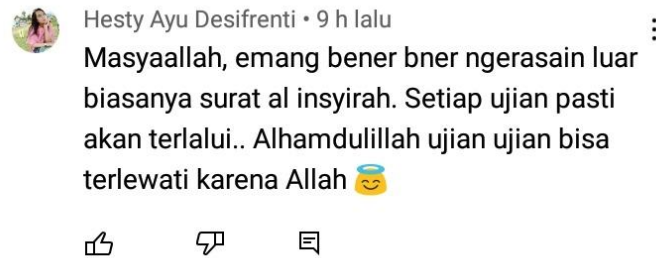 Hesty Ayu Desifrenti • 9 h lalu
Masyaallah, emang bener bner ngerasain luar
biasanya surat al insyirah. Setiap ujian pasti
akan terlalui.. Alhamdulillah ujian ujian bisa
terlewati karena Allah 😇